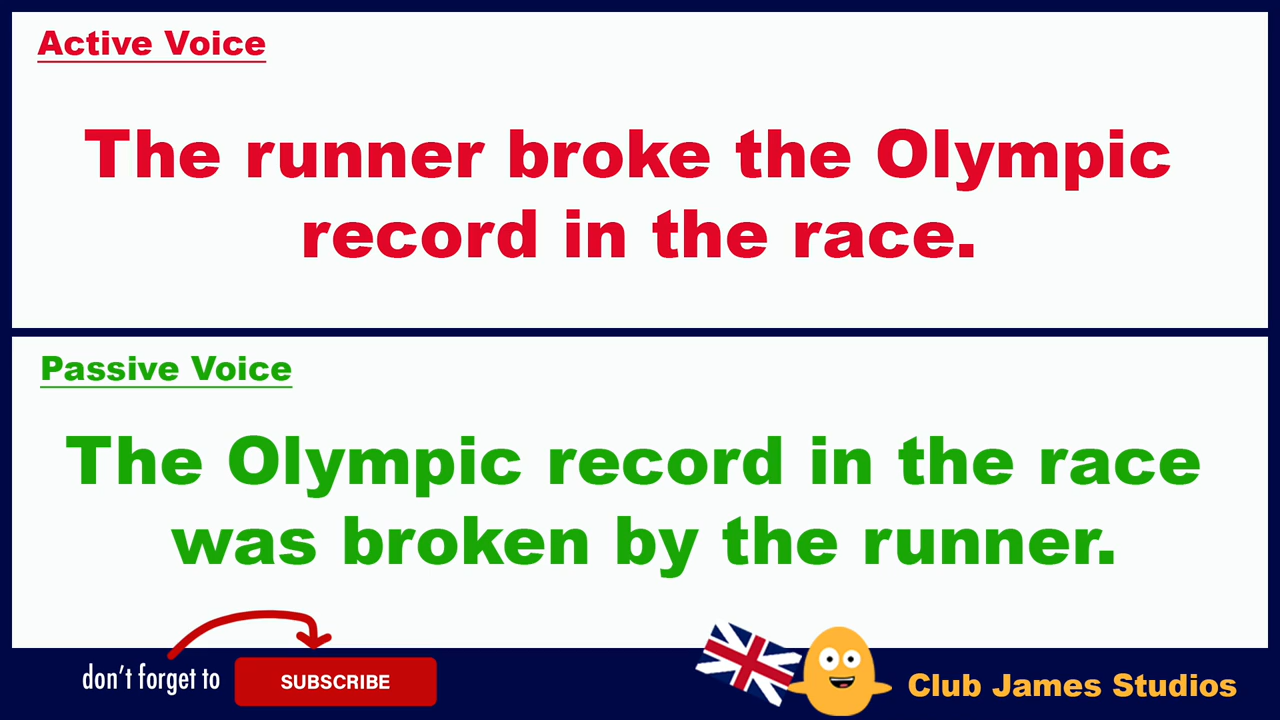 Active Voice
The runner broke the Olympic
record in the race.
Passive Voice
The Olympic record in the race
was broken by the runner.
don't forget to SUBSCRIBE
Club James Studios